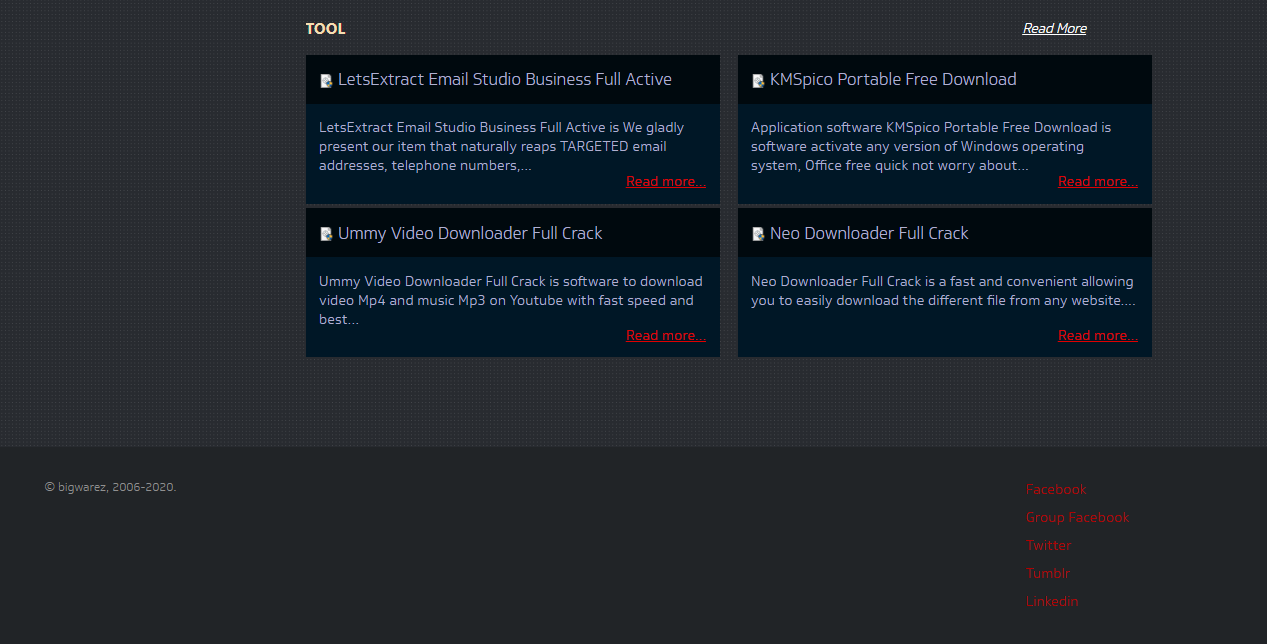 TOOL
Read More
LetsExtract Email Studio Business Full Active
LetsExtract Email Studio Business Full Active is We gladly
present our item that naturally reaps TARGETED email
addresses, telephone numbers,...
Read more...
KMSpico Portable Free Download
Application software KMSpico Portable Free Download is
software activate any version of Windows operating
system, Office free quick not worry about...
Read more...
Ummy Video Downloader Full Crack
Ummy Video Downloader Full Crack is software to download
video Mp4 and music Mp3 on Youtube with fast speed and
best...
Read more...
Neo Downloader Full Crack
Neo Downloader Full Crack is a fast and convenient allowing
you to easily download the different file from any website....
Read more...
© bigwarez, 2006-2020.
Facebook
Group Facebook
Twitter
Tumblr
Linkedin